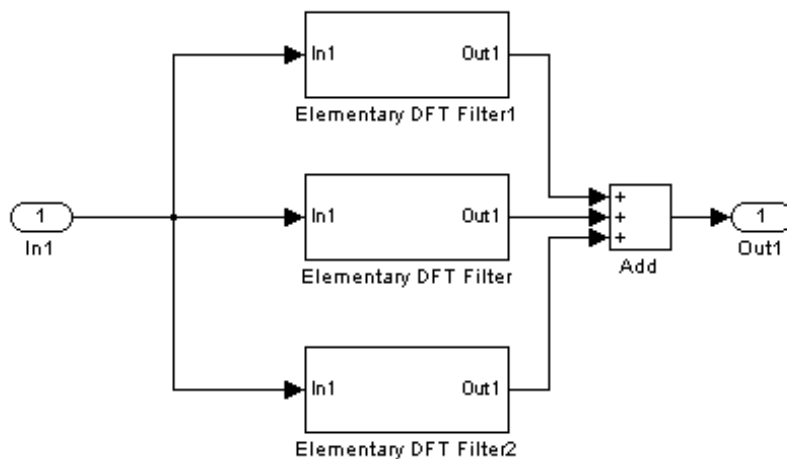 In1 Out1
Elementary DFT Filter1
1
In1
In1 Out1
Elementary DFT Filter
+
+
+
Add
1
Out1
In1 Out1
Elementary DFT Filter2